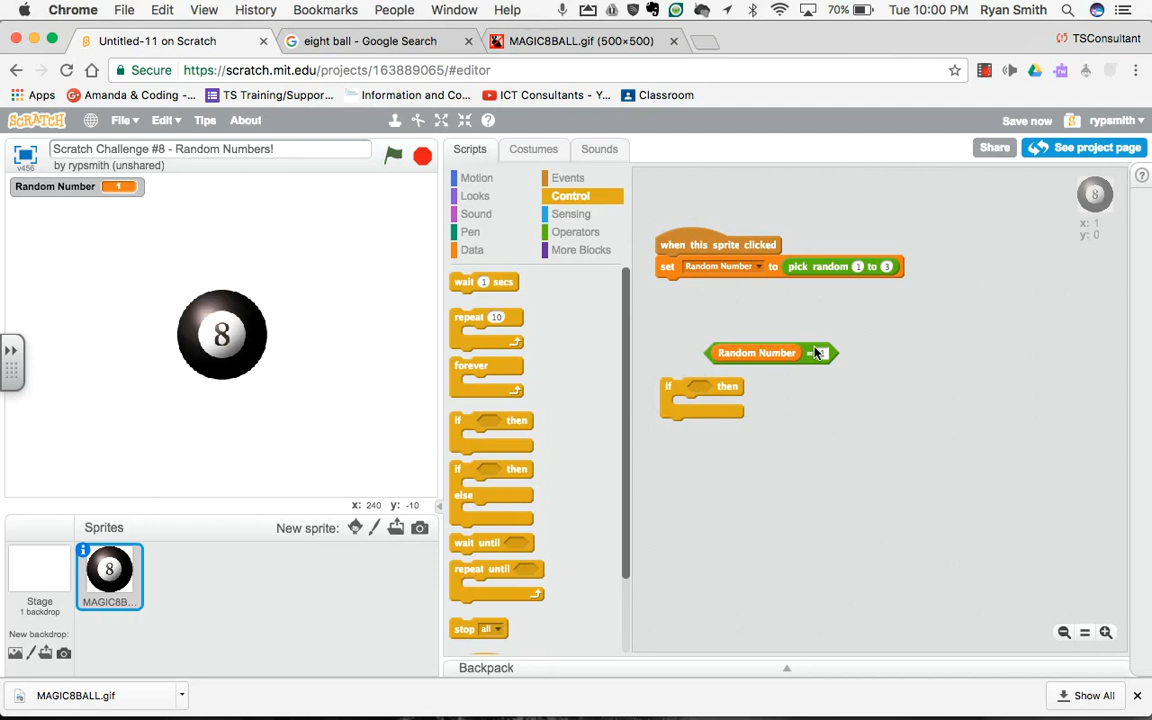 Chrome File Edit View History Bookmarks People Window Help 70% Tue 10:00 PM Ryan Smith
Untitled-11 on Scratch eight ball - Google Search MAGIC8BALL.gif (500×500) TSConsultant
Secure https://scratch.mit.edu/projects/163889065/#editor
Apps Amanda & Coding -... TS Training/Suppor... Information and Co... ICT Consultants - Y... Classroom
SCRATCH File Edit Tips About Save now rypsmith
Scratch Challenge #8 - Random Numbers! Scripts Costumes Sounds Share See project page
v456 by rypsmith (unshared)
Random Number 1
Motion Events
Looks Control
Sound Sensing
Pen Operators
Data More Blocks
8
x: 1
y: 0
when this sprite clicked
set Random Number to pick random 1 to 3
wait 1 secs
repeat 10
forever
Random Number =
if then
8
if then
if then
else
wait until
repeat until
stop all
x: 240 y: -10
Sprites New sprite:
8
Stage
1 backdrop
MAGIC8B...
New backdrop:
Backpack
MAGIC8BALL.gif Show All